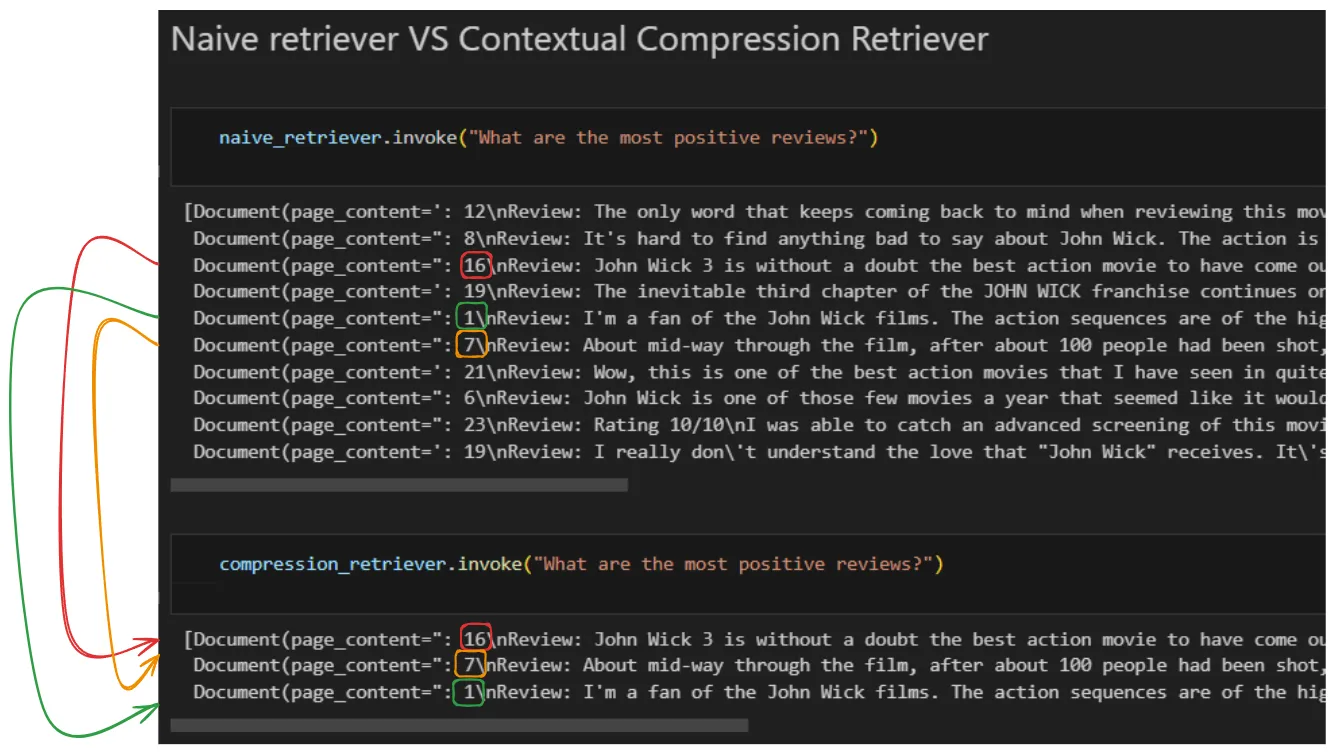 Naive retriever VS Contextual Compression Retriever
naive_retriever.invoke("What are the most positive reviews?")
[Document(page_content=': 12\nReview: The only word that keeps coming back to mind when reviewing this mov
Document(page_content=": 8\nReview: It's hard to find anything bad to say about John Wick. The action is
Document(page_content=": 16\nReview: John Wick 3 is without a doubt the best action movie to have come ou
Document(page_content=': 19\nReview: The inevitable third chapter of the JOHN WICK franchise continues on
Document(page_content=": 1\nReview: I'm a fan of the John Wick films. The action sequences are of the hig
Document(page_content=": 7\nReview: About mid-way through the film, after about 100 people had been shot,
Document(page_content=': 21\nReview: Wow, this is one of the best action movies that I have seen in quite
Document(page_content=": 6\nReview: John Wick is one of those few movies a year that seemed like it would
Document(page_content=": 23\nReview: Rating 10/10\nI was able to catch an advanced screening of this movi
Document(page_content=': 19\nReview: I really don\'t understand the love that "John Wick" receives. It\'s
compression_retriever.invoke("What are the most positive reviews?")
[Document(page_content=": 16\nReview: John Wick 3 is without a doubt the best action movie to have come ou
Document(page_content=": 7\nReview: About mid-way through the film, after about 100 people had been shot,
Document(page_content=": 1\nReview: I'm a fan of the John Wick films. The action sequences are of the hig